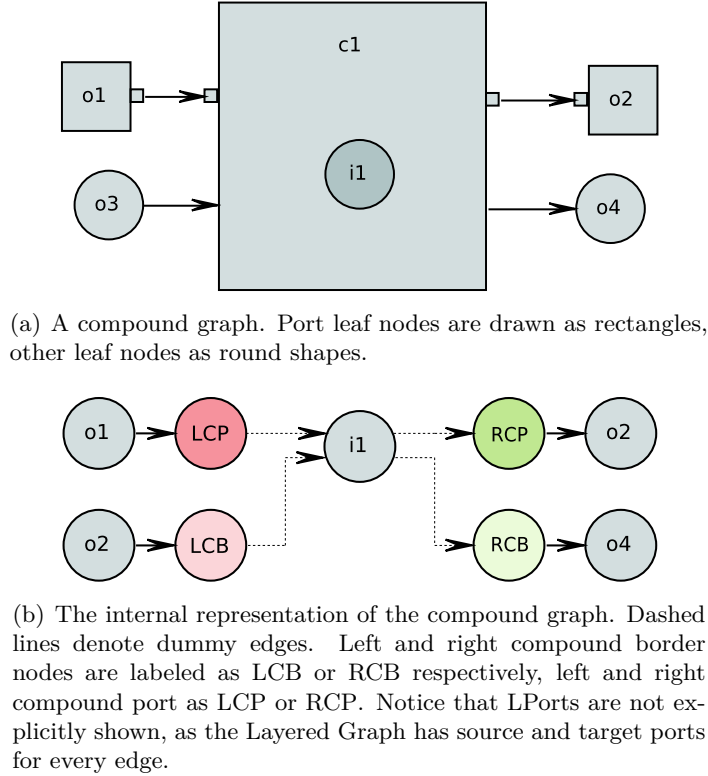 c1
o1
o2
i1
o3
o4
(a) A compound graph. Port leaf nodes are drawn as rectangles,
other leaf nodes as round shapes.
o1
LCP
i1
RCP
o2
o2
LCB
RCB
o4
(b) The internal representation of the compound graph. Dashed
lines denote dummy edges. Left and right compound border
nodes are labeled as LCB or RCB respectively, left and right
compound port as LCP or RCP. Notice that LPorts are not ex-
plicitly shown, as the Layered Graph has source and target ports
for every edge.